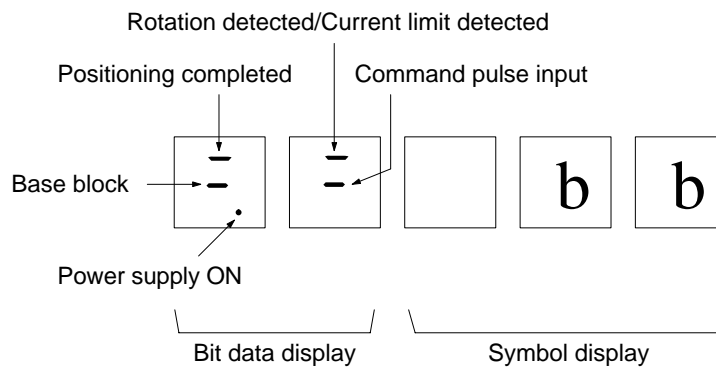 Rotation detected/Current limit detected
Positioning completed
Command pulse input
Base block
b b
Power supply ON
Bit data display
Symbol display